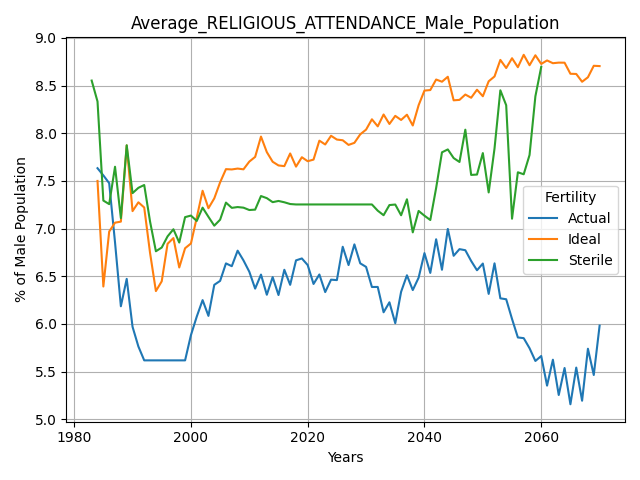 Average_RELIGIOUS_ATTENDANCE_Male_Population
% of Male Population
9.0
8.5
8.0
7.5
7.0
6.5
6.0
5.5
5.0
Fertility
Actual
Ideal
Sterile
1980
2000
2020
2040
2060
Years